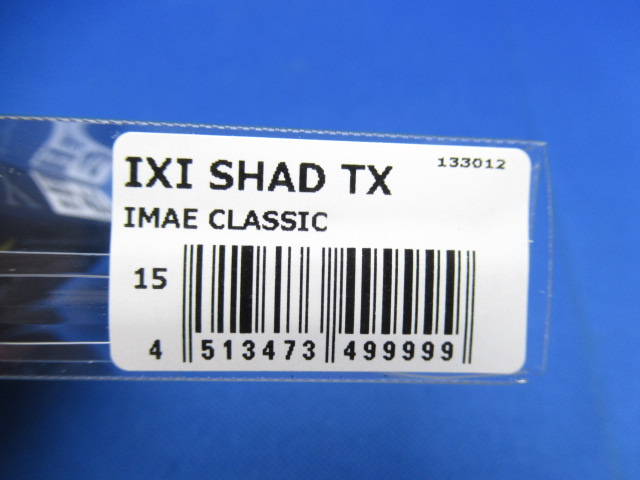 IXI SHAD TX 133012
IMAE CLASSIC
15
4 513473 499999